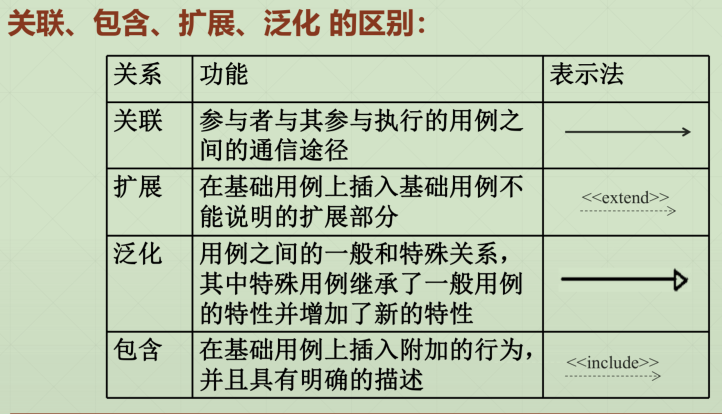 关联、包含、扩展、泛化 的区别：
关系 功能 表示法
关联 参与者与其参与执行的用例之
间的通信途径
扩展 在基础用例上插入基础用例不
能说明的扩展部分
<<extend>>
泛化 用例之间的一般和特殊关系，
其中特殊用例继承了一般用例
的特性并增加了新的特性
包含 在基础用例上插入附加的行为，
并且具有明确的描述
<<include>>